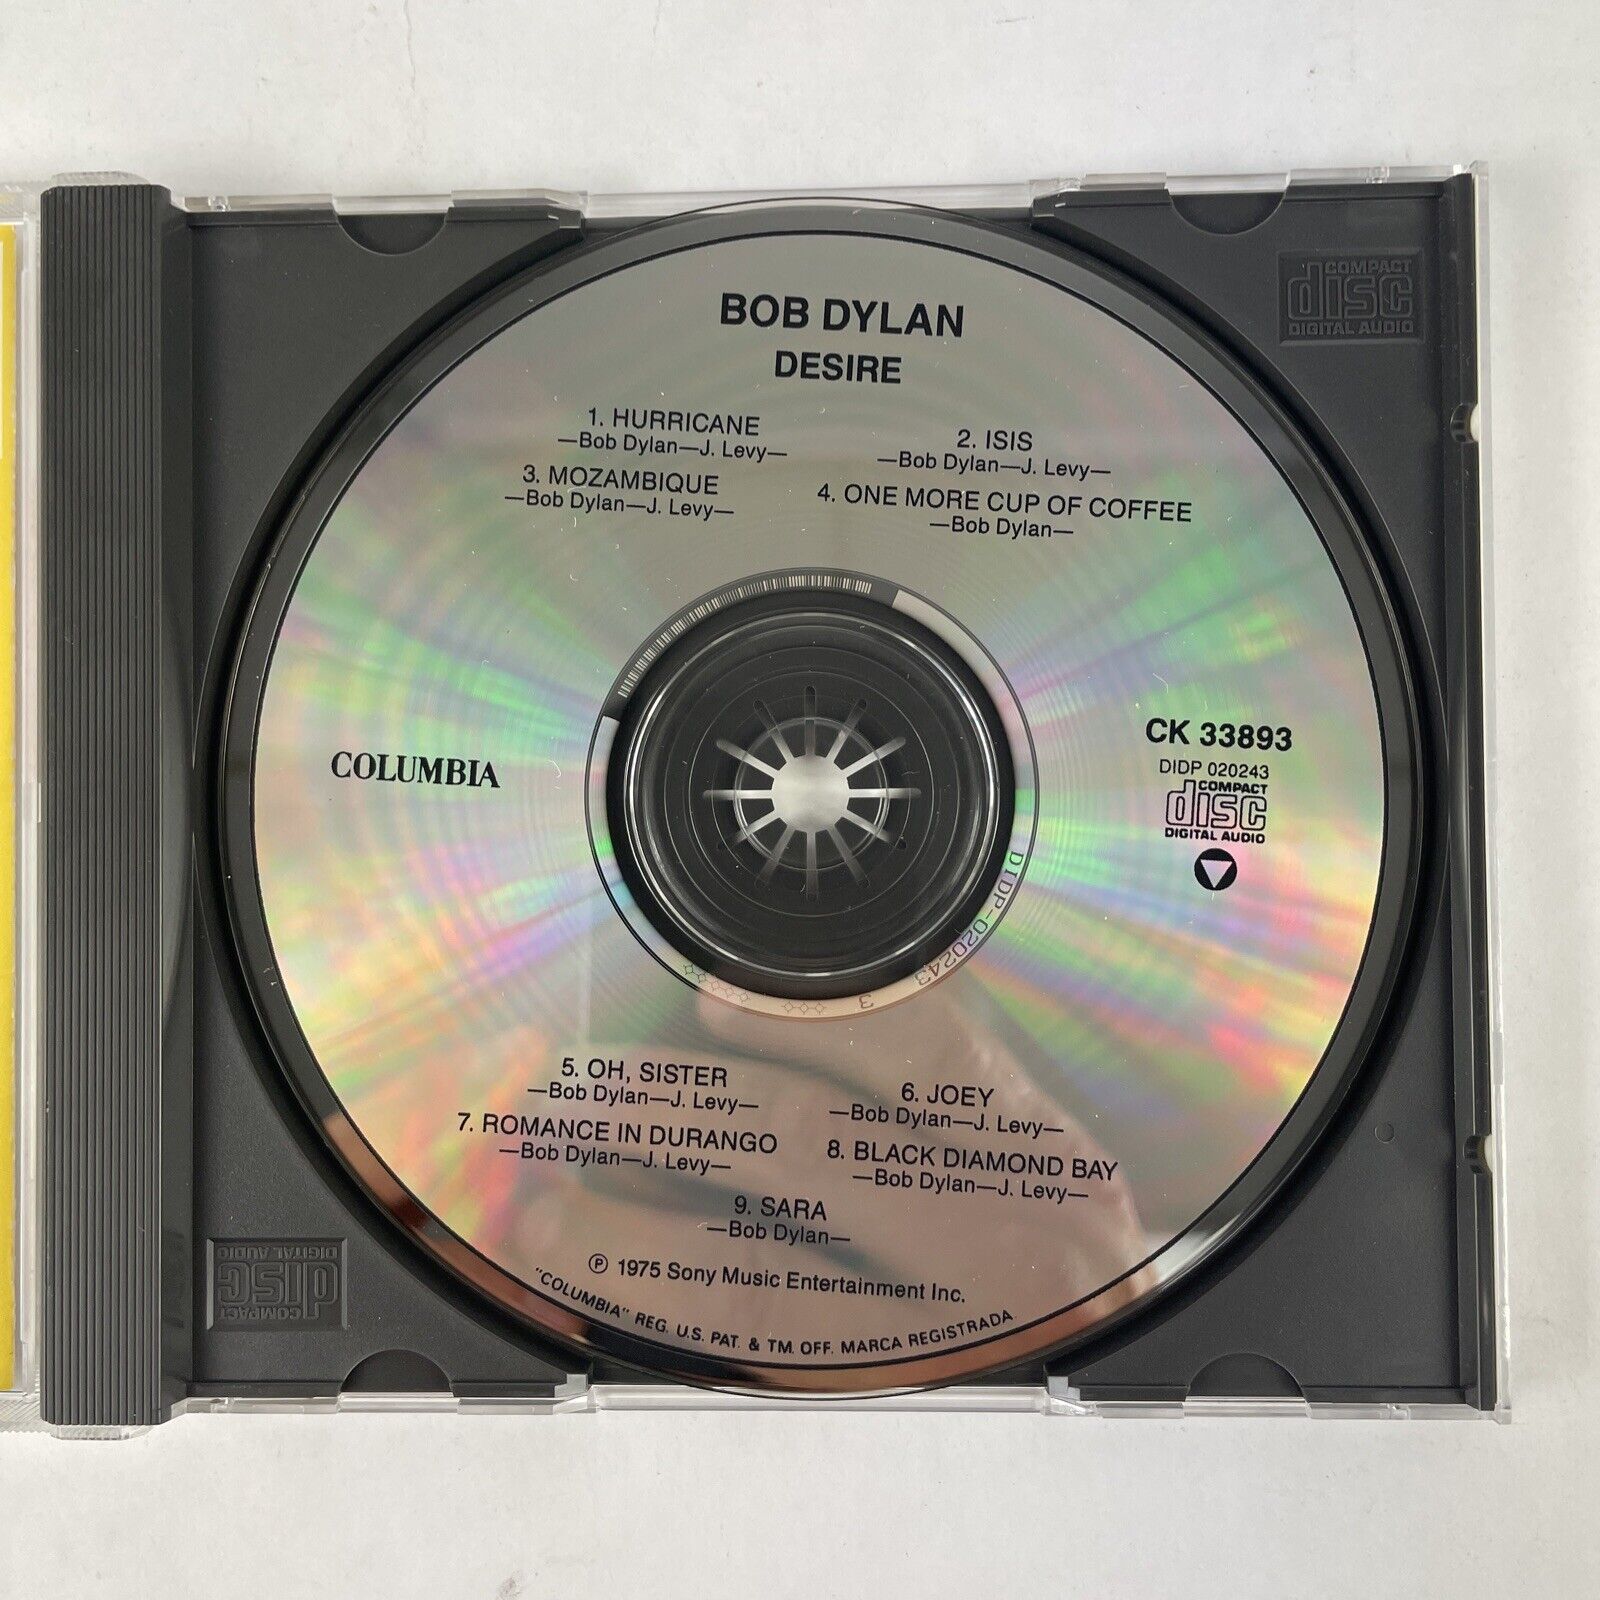 COMPACT
disc
DIGITAL AUDIO
BOB DYLAN
DESIRE
1. HURRICANE
—Bob Dylan—J. Levy—
2. ISIS
—Bob Dylan—J. Levy—
3. MOZAMBIQUE
—Bob Dylan—J. Levy—
4. ONE MORE CUP OF COFFEE
—Bob Dylan—
COLUMBIA
CK 33893
DIDP 020243
COMPACT
disc
DIGITAL AUDIO
DIDP-020243 3
5. OH, SISTER
—Bob Dylan—J. Levy—
6. JOEY
—Bob Dylan—J. Levy—
7. ROMANCE IN DURANGO
—Bob Dylan—J. Levy—
8. BLACK DIAMOND BAY
—Bob Dylan—J. Levy—
9. SARA
—Bob Dylan—
℗ 1975 Sony Music Entertainment Inc.
"COLUMBIA" REG. U.S. PAT. & TM. OFF. MARCA REGISTRADA
COMPACT
disc
DIGITAL AUDIO